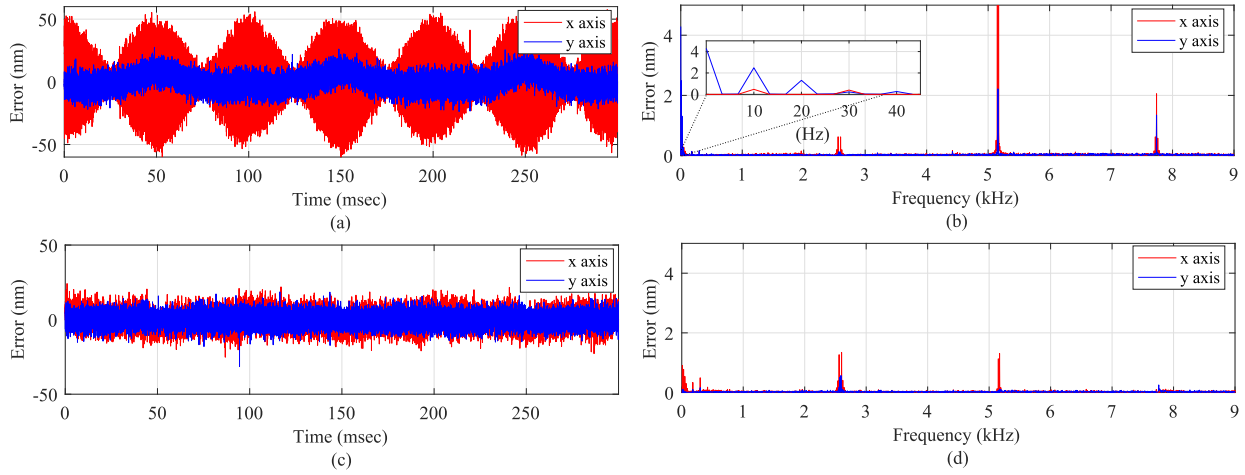 50
0
-50
Error (nm)
x axis
y axis
0 50 100 150 200 250
Time (msec)
(a)
4
2
0
Error (nm)
4
2
0
10 20 30 40
(Hz)
x axis
y axis
0 1 2 3 4 5 6 7 8 9
Frequency (kHz)
(b)
50
0
-50
Error (nm)
x axis
y axis
0 50 100 150 200 250
Time (msec)
(c)
4
2
0
Error (nm)
x axis
y axis
0 1 2 3 4 5 6 7 8 9
Frequency (kHz)
(d)